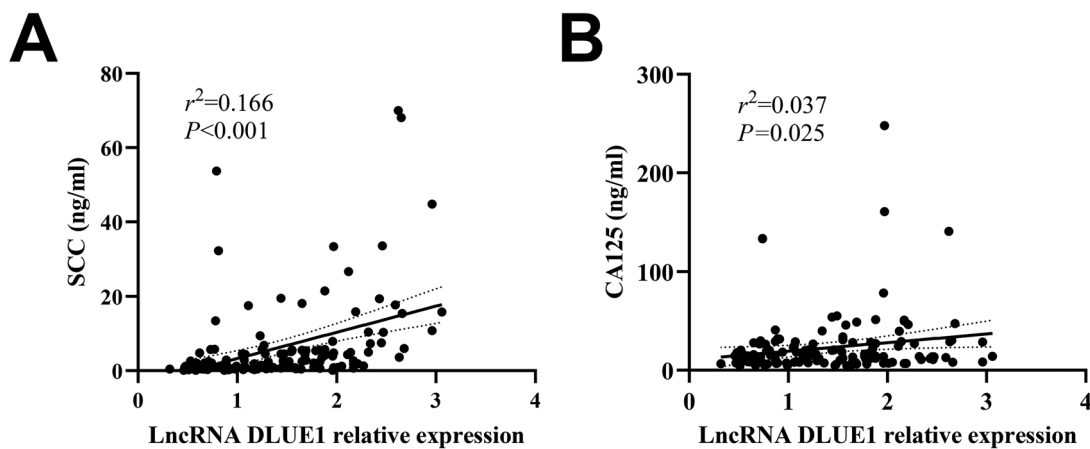 A
SCC (ng/ml)
80
60
40
20
0
r²=0.166
P<0.001
0 1 2 3 4
LncRNA DLUE1 relative expression
B
CA125 (ng/ml)
300
200
100
0
r²=0.037
P=0.025
0 1 2 3 4
LncRNA DLUE1 relative expression